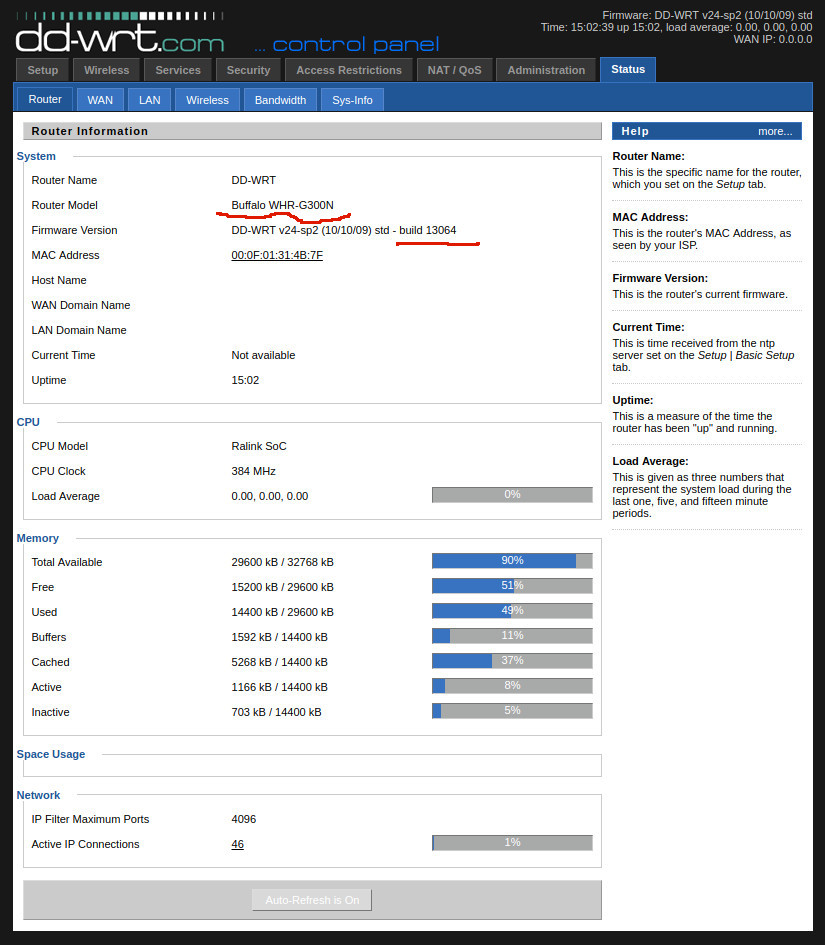 dd-wrt.com ... control panel
Firmware: DD-WRT v24-sp2 (10/10/09) std
Time: 15:02:39 up 15:02, load average: 0.00, 0.00, 0.00
WAN IP: 0.0.0.0
Setup Wireless Services Security Access Restrictions NAT / QoS Administration Status
Router WAN LAN Wireless Bandwidth Sys-Info
Router Information
System
Router Name DD-WRT
Router Model Buffalo WHR-G300N
Firmware Version DD-WRT v24-sp2 (10/10/09) std - build 13064
MAC Address 00:0F:01:31:4B:7F
Host Name
WAN Domain Name
LAN Domain Name
Current Time Not available
Uptime 15:02
CPU
CPU Model Ralink SoC
CPU Clock 384 MHz
Load Average 0.00, 0.00, 0.00 0%
Memory
Total Available 29600 kB / 32768 kB 90%
Free 15200 kB / 29600 kB 51%
Used 14400 kB / 29600 kB 49%
Buffers 1592 kB / 14400 kB 11%
Cached 5268 kB / 14400 kB 37%
Active 1166 kB / 14400 kB 8%
Inactive 703 kB / 14400 kB 5%
Space Usage
Network
IP Filter Maximum Ports 4096
Active IP Connections 46 1%
Auto-Refresh is On
Help more...
Router Name:
This is the specific name for the router,
which you set on the Setup tab.
MAC Address:
This is the router's MAC Address, as
seen by your ISP.
Firmware Version:
This is the router's current firmware.
Current Time:
This is time received from the ntp
server set on the Setup | Basic Setup
tab.
Uptime:
This is a measure of the time the
router has been "up" and running.
Load Average:
This is given as three numbers that
represent the system load during the
last one, five, and fifteen minute
periods.